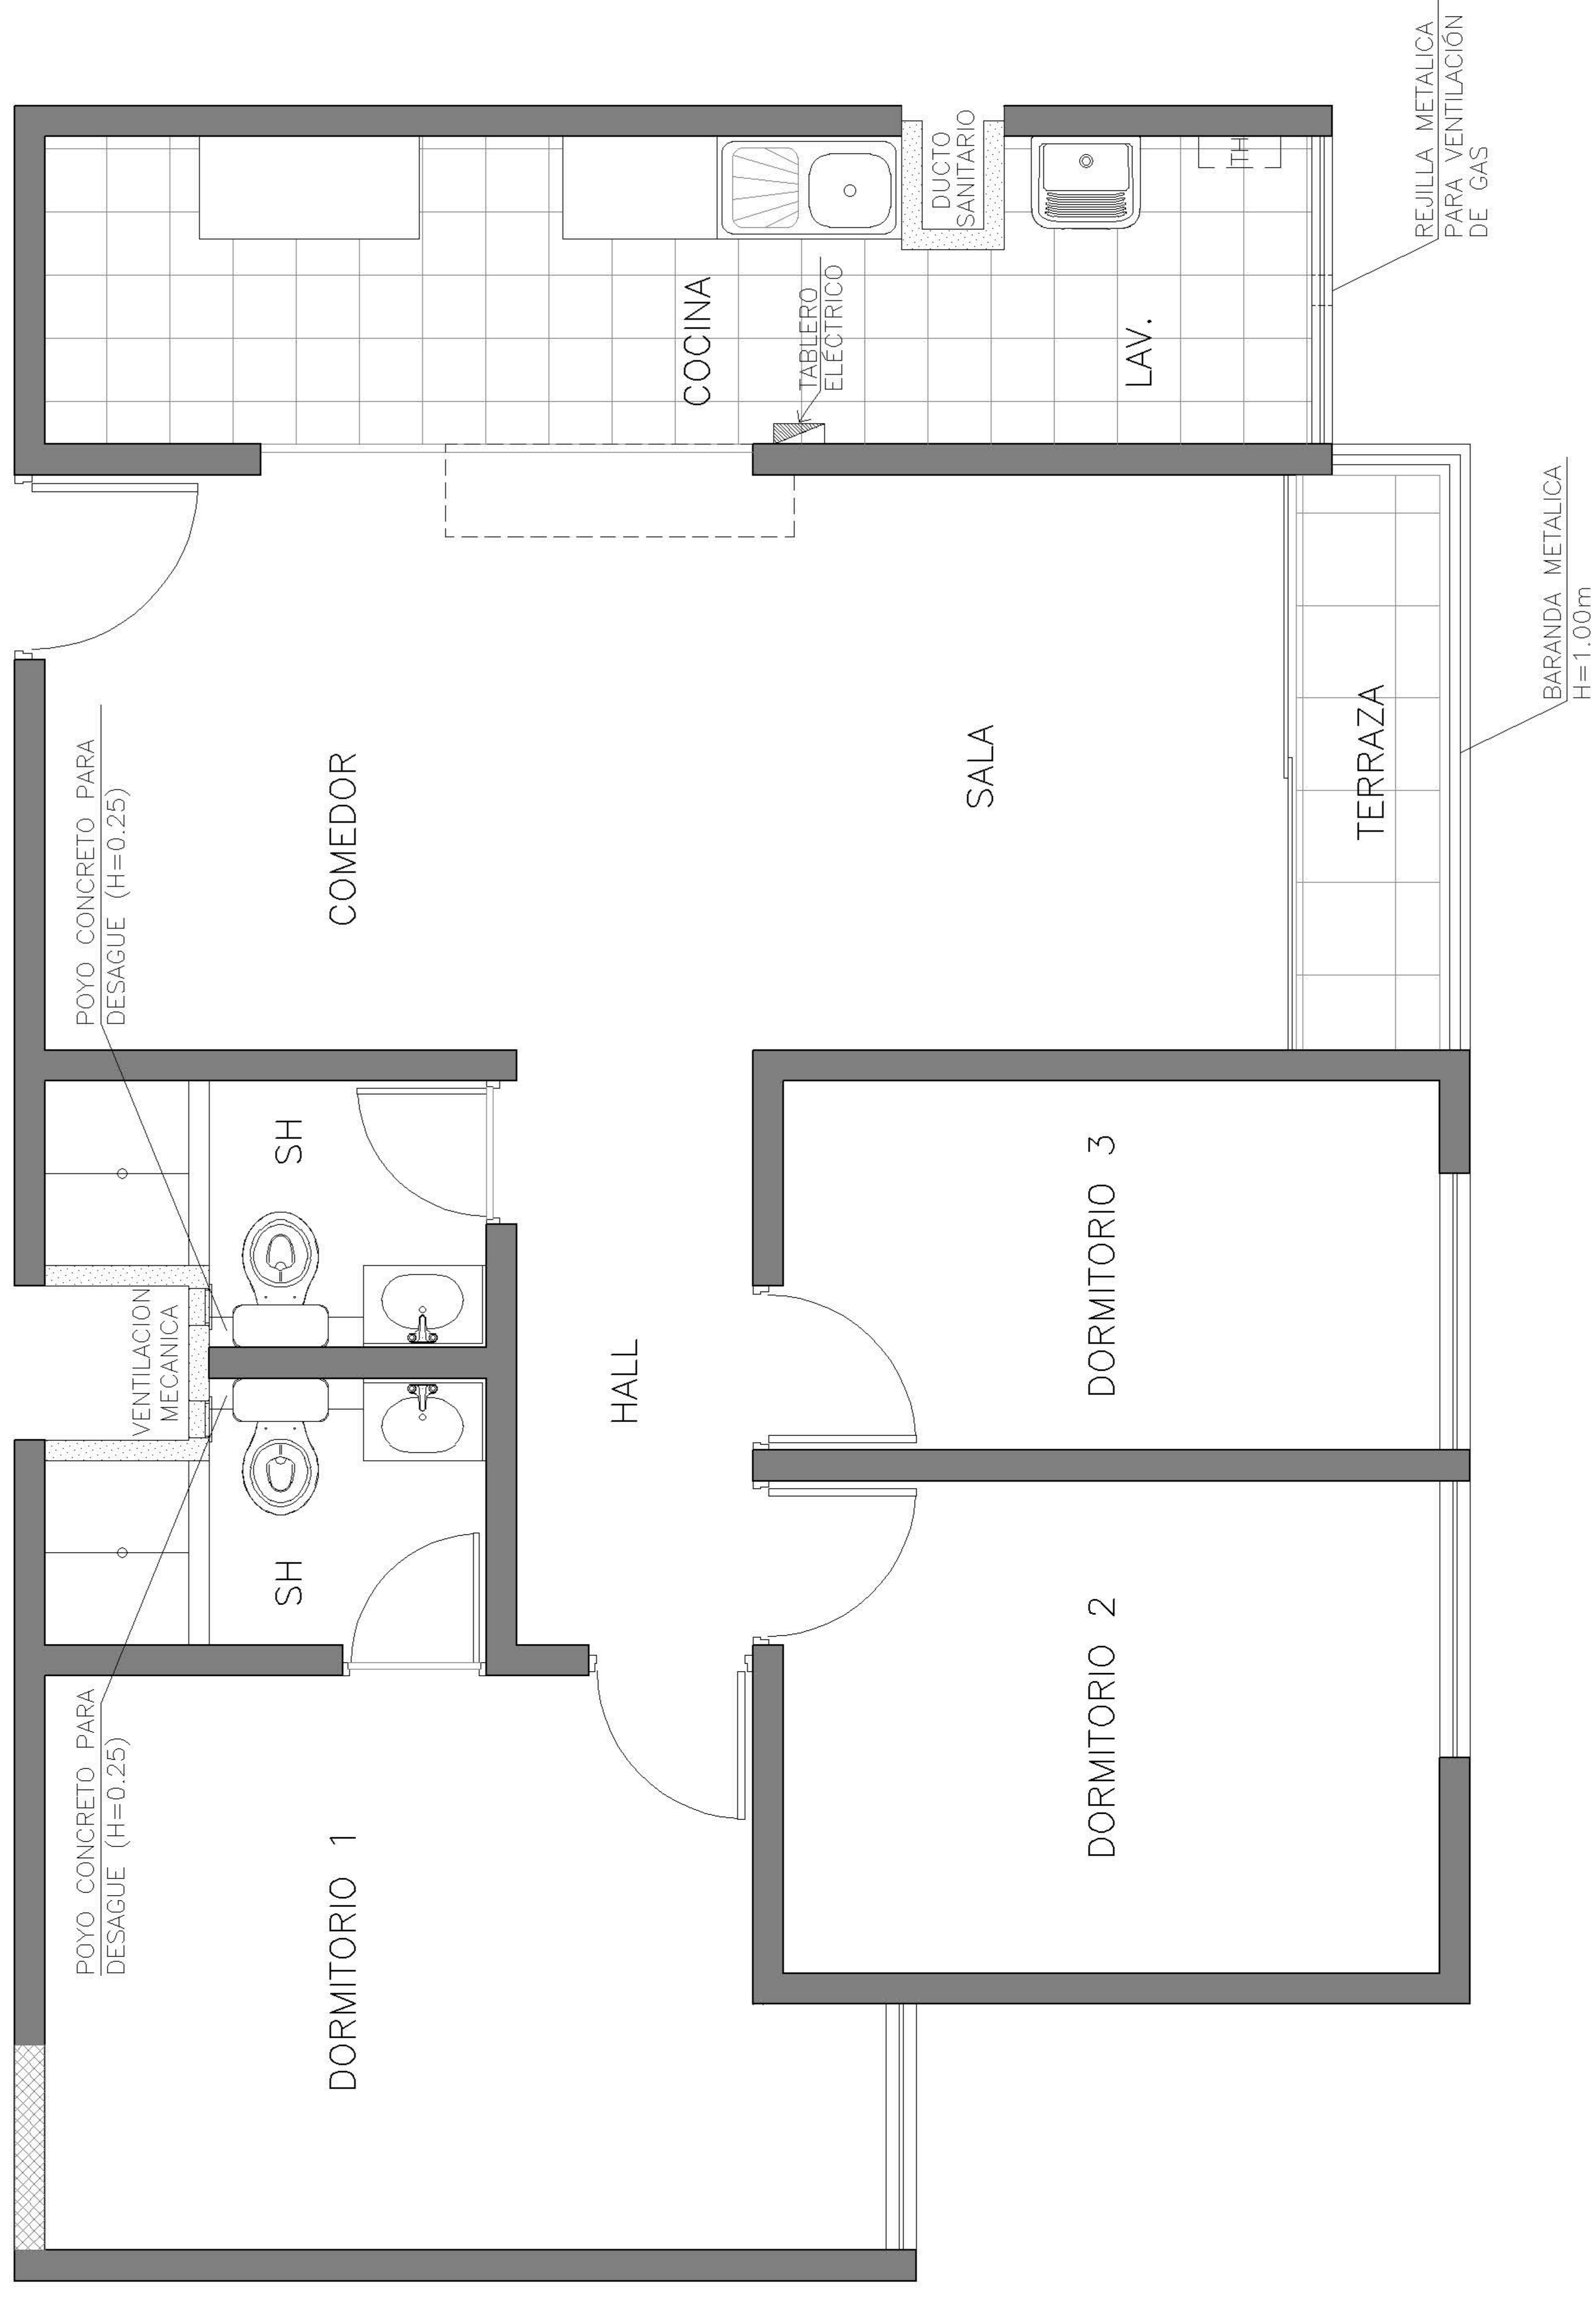 POYO CONCRETO PARA
DESAGUE (H=0.25)
POYO CONCRETO PARA
DESAGUE (H=0.25)
VENTILACION
MECANICA
SH
SH
DORMITORIO 1
COMEDOR
HALL
COCINA
TABLERO
ELÉCTRICO
DUCTO
SANITARIO
SALA
DORMITORIO 2
DORMITORIO 3
LAV.
TH
TERRAZA
REJILLA METALICA
PARA VENTILACIÓN
DE GAS
BARANDA METALICA
H=1.00m